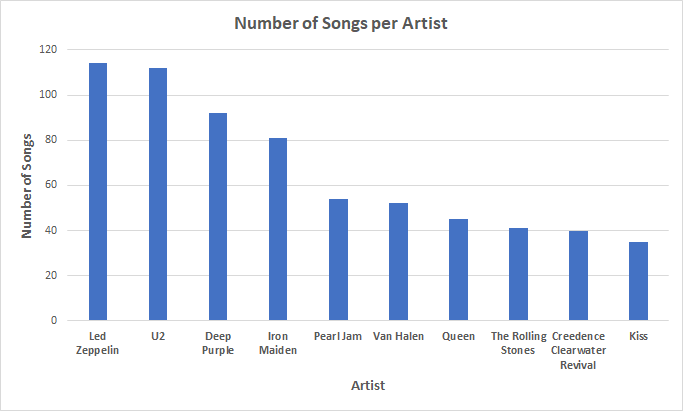 Number of Songs per Artist
120
100
80
60
40
20
0
Number of Songs
Led Zeppelin
U2
Deep Purple
Iron Maiden
Pearl Jam
Van Halen
Queen
The Rolling Stones
Creedence Clearwater Revival
Kiss
Artist